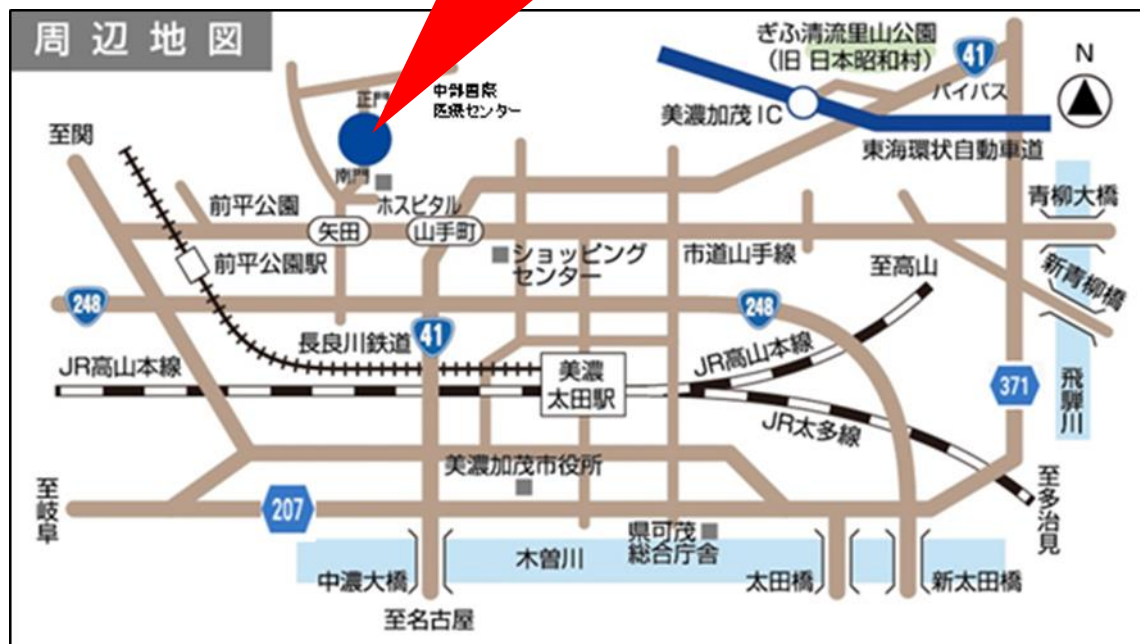 周辺地図
ぎふ清流里山公園
(旧 日本昭和村)
41
N
バイパス
正門
中部国際
医療センター
美濃加茂IC
至関
東海環状自動車道
南門
ホスピタル
前平公園
矢田
山手町
青柳大橋
ショッピング
センター
市道山手線
前平公園駅
至高山
新青柳橋
248
248
41
長良川鉄道
JR高山本線
美濃
太田駅
JR高山本線
371
飛騨川
JR太多線
美濃加茂市役所
至岐阜
207
至多治見
県可茂
総合庁舎
木曽川
中濃大橋
太田橋
新太田橋
至名古屋